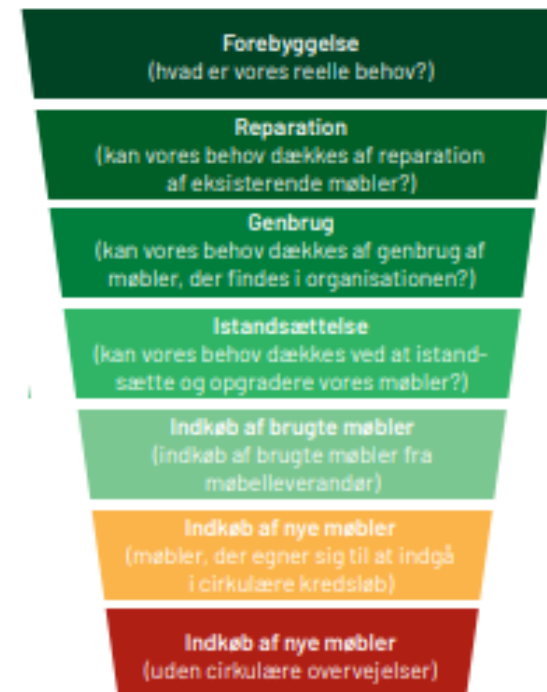 Forebyggelse
(hvad er vores reelle behov?)
Reparation
(kan vores behov dækkes af reparation
af eksisterende møbler?)
Genbrug
(kan vores behov dækkes af genbrug af
møbler, der findes i organisationen?)
Istandsættelse
(kan vores behov dækkes ved at istand-
sætte og opgradere vores møbler?)
Indkøb af brugte møbler
(indkøb af brugte møbler fra
møbelleverandør)
Indkøb af nye møbler
(møbler, der egner sig til at indgå
i cirkulære kredsløb)
Indkøb af nye møbler
(uden cirkulære overvejelser)